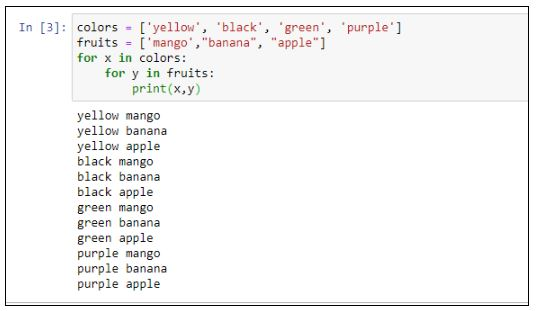 In [3]: colors = ['yellow', 'black', 'green', 'purple']
fruits = ['mango',"banana", "apple"]
for x in colors:
    for y in fruits:
        print(x,y)
yellow mango
yellow banana
yellow apple
black mango
black banana
black apple
green mango
green banana
green apple
purple mango
purple banana
purple apple